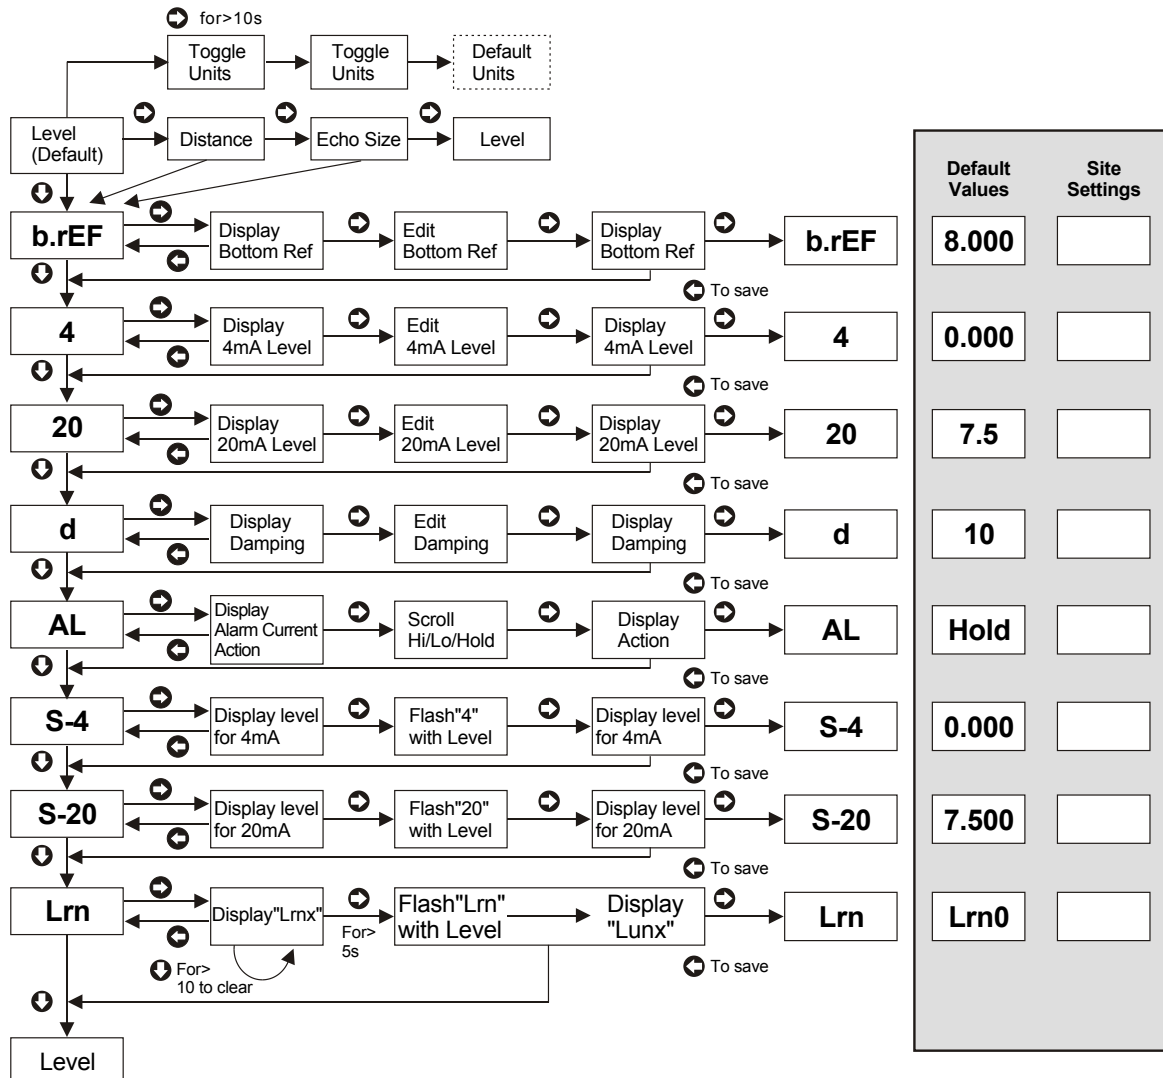 for>10s
Toggle
Units
Toggle
Units
Default
Units
Level
(Default)
Distance
Echo Size
Level
Default
Values
Site
Settings
b.rEF
Display
Bottom Ref
Edit
Bottom Ref
Display
Bottom Ref
b.rEF
8.000
To save
4
Display
4mA Level
Edit
4mA Level
Display
4mA Level
4
0.000
To save
20
Display
20mA Level
Edit
20mA Level
Display
20mA Level
20
7.5
To save
d
Display
Damping
Edit
Damping
Display
Damping
d
10
To save
AL
Display
Alarm Current
Action
Scroll
Hi/Lo/Hold
Display
Action
AL
Hold
To save
S-4
Display level
for 4mA
Flash"4"
with Level
Display level
for 4mA
S-4
0.000
To save
S-20
Display level
for 20mA
Flash"20"
with Level
Display level
for 20mA
S-20
7.500
To save
Lrn
Display"Lrnx"
For>
5s
Flash"Lrn"
with Level
Display
"Lunx"
Lrn
Lrn0
For>
10 to clear
To save
Level